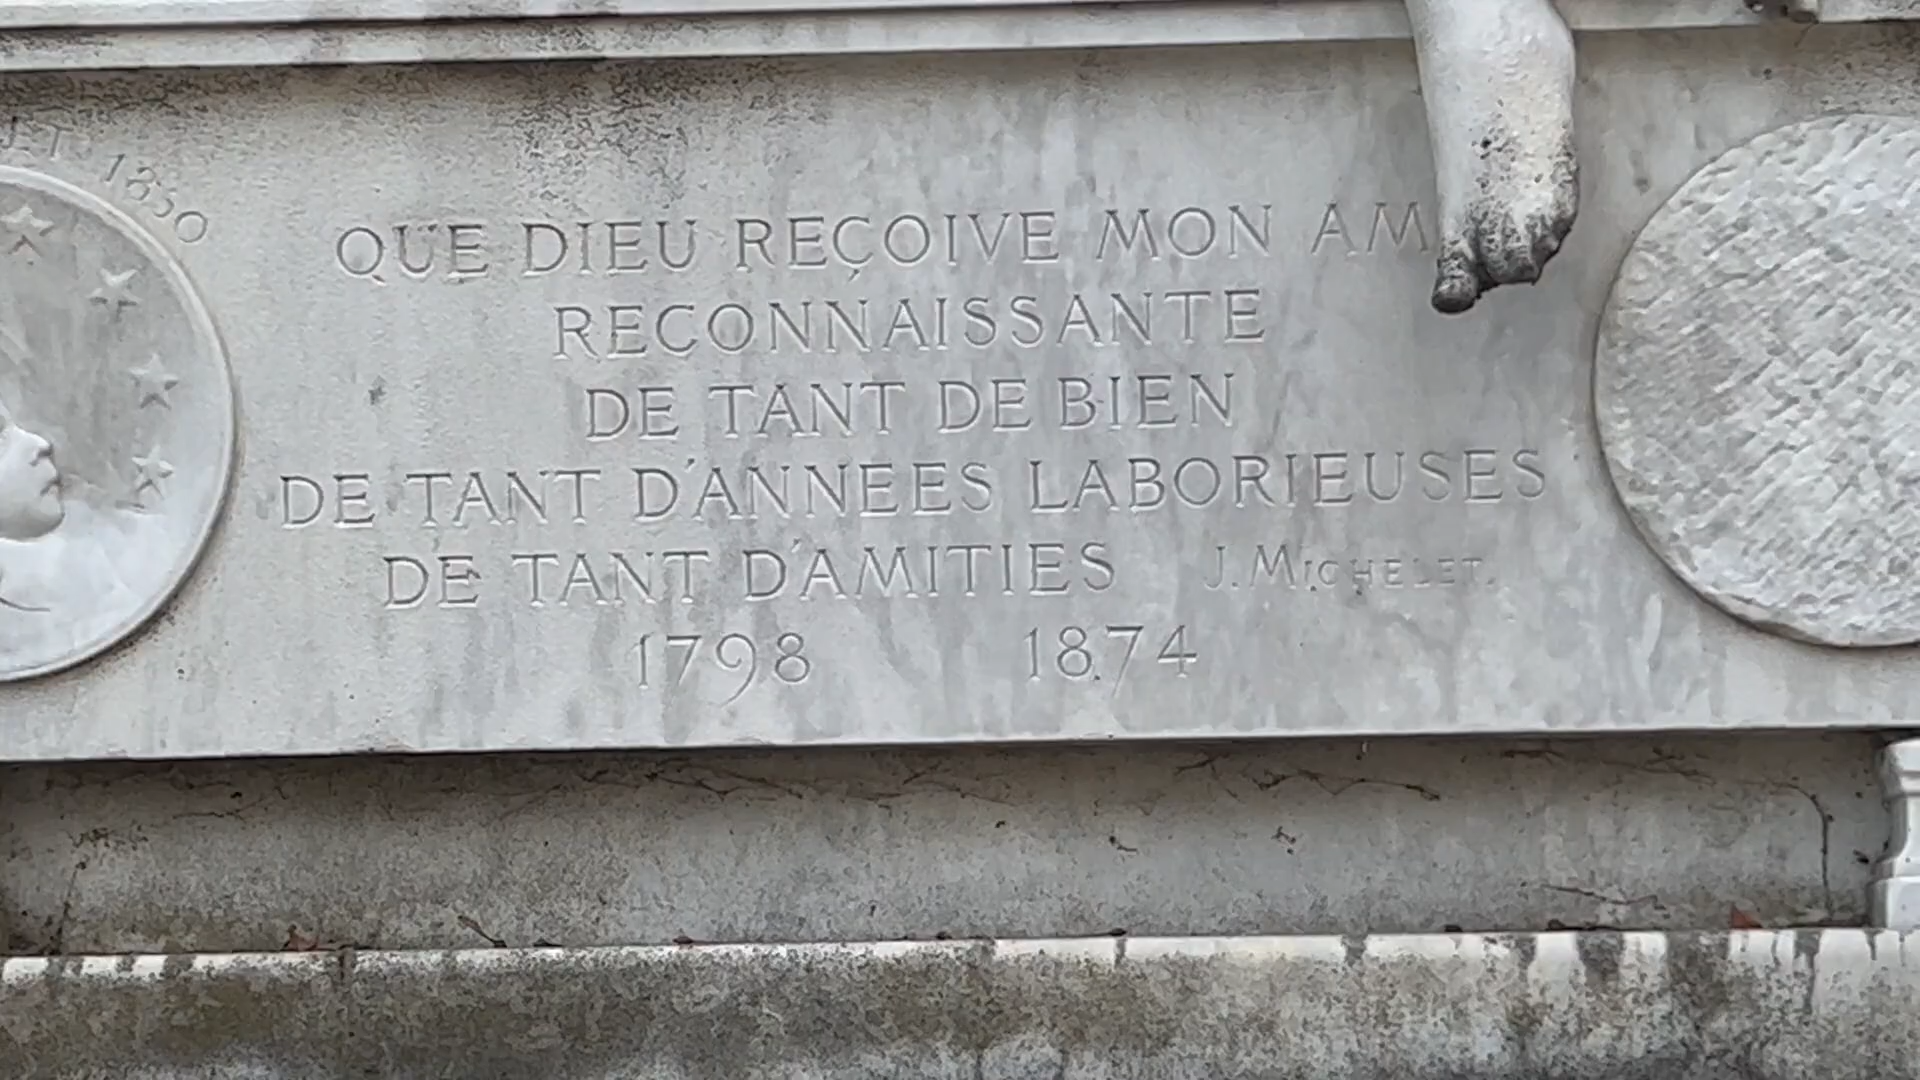 1850
QUE DIEU REÇOIVE MON AM
RECONNAISSANTE
DE TANT DE BIEN
DE TANT D'ANNEES LABORIEUSES
DE TANT D'AMITIES J. MICHELET.
1798 1874